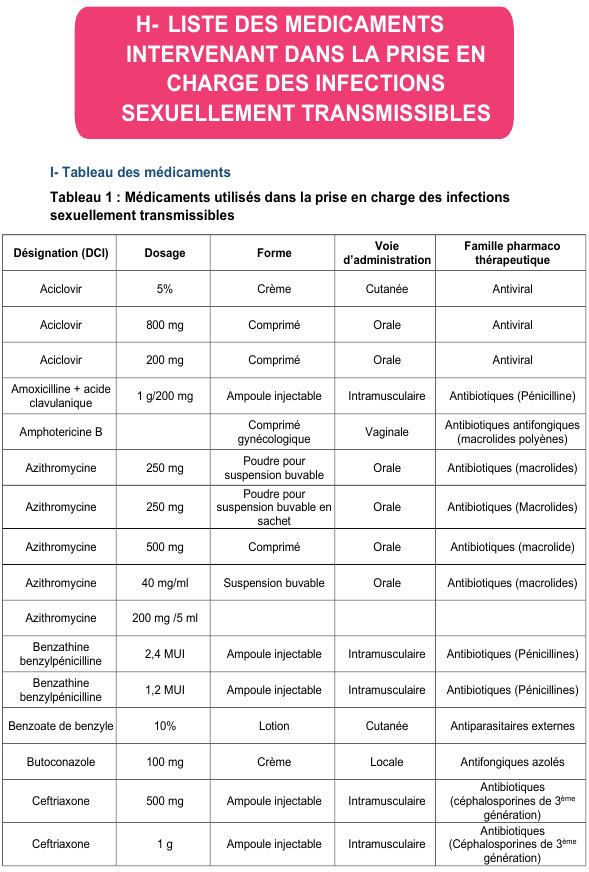 H- LISTE DES MEDICAMENTS
INTERVENANT DANS LA PRISE EN
CHARGE DES INFECTIONS
SEXUELLEMENT TRANSMISSIBLES
I- Tableau des médicaments
Tableau 1 : Médicaments utilisés dans la prise en charge des infections
sexuellement transmissibles
Désignation (DCI) Dosage Forme Voie d'administration Famille pharmaco thérapeutique
Aciclovir 5% Crème Cutanée Antiviral
Aciclovir 800 mg Comprimé Orale Antiviral
Aciclovir 200 mg Comprimé Orale Antiviral
Amoxicilline + acide clavulanique 1 g/200 mg Ampoule injectable Intramusculaire Antibiotiques (Pénicilline)
Amphotericine B Comprimé gynécologique Vaginale Antibiotiques antifongiques (macrolides polyènes)
Azithromycine 250 mg Poudre pour suspension buvable Orale Antibiotiques (macrolides)
Azithromycine 250 mg Poudre pour suspension buvable en sachet Orale Antibiotiques (Macrolides)
Azithromycine 500 mg Comprimé Orale Antibiotiques (macrolide)
Azithromycine 40 mg/ml Suspension buvable Orale Antibiotiques (macrolides)
Azithromycine 200 mg /5 ml
Benzathine benzylpénicilline 2,4 MUI Ampoule injectable Intramusculaire Antibiotiques (Pénicillines)
Benzathine benzylpénicilline 1,2 MUI Ampoule injectable Intramusculaire Antibiotiques (Pénicillines)
Benzoate de benzyle 10% Lotion Cutanée Antiparasitaires externes
Butoconazole 100 mg Crème Locale Antifongiques azolés
Ceftriaxone 500 mg Ampoule injectable Intramusculaire Antibiotiques (céphalosporines de 3ème génération)
Ceftriaxone 1 g Ampoule injectable Intramusculaire Antibiotiques (Céphalosporines de 3ème génération)